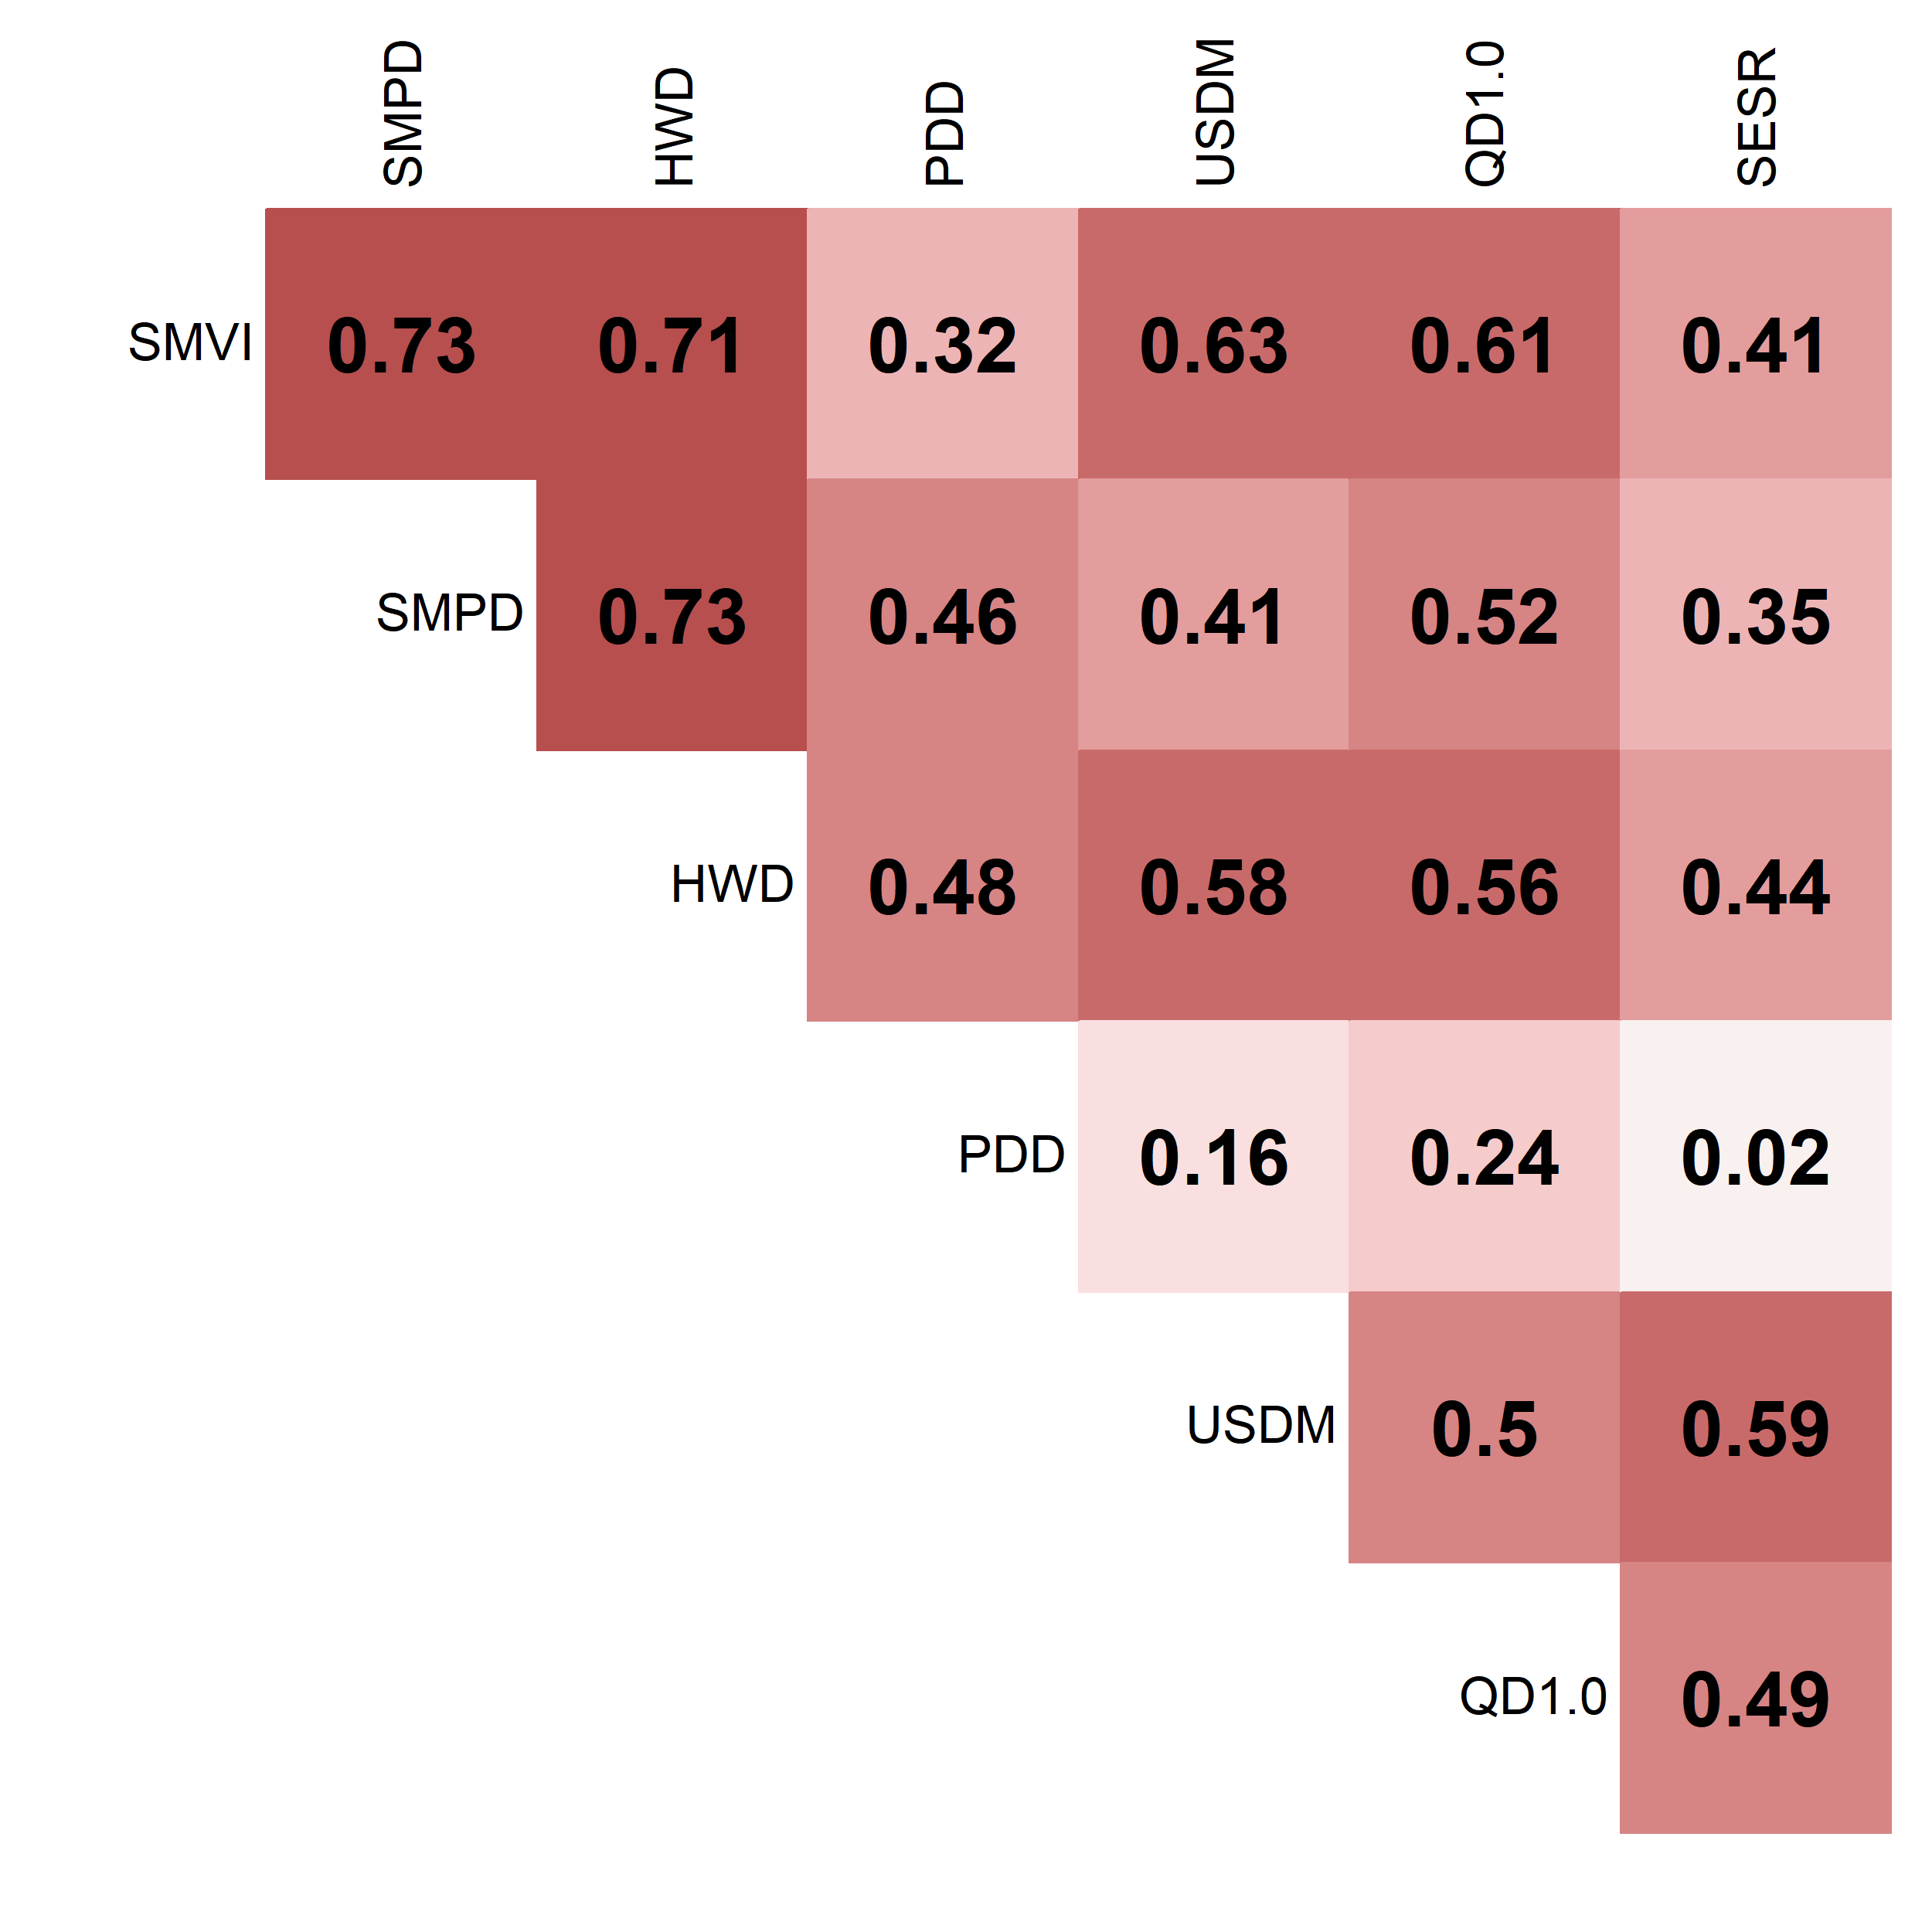 SMPD HWD PDD USDM QD1.0 SESR
SMVI 0.73 0.71 0.32 0.63 0.61 0.41
SMPD 0.73 0.46 0.41 0.52 0.35
HWD 0.48 0.58 0.56 0.44
PDD 0.16 0.24 0.02
USDM 0.5 0.59
QD1.0 0.49